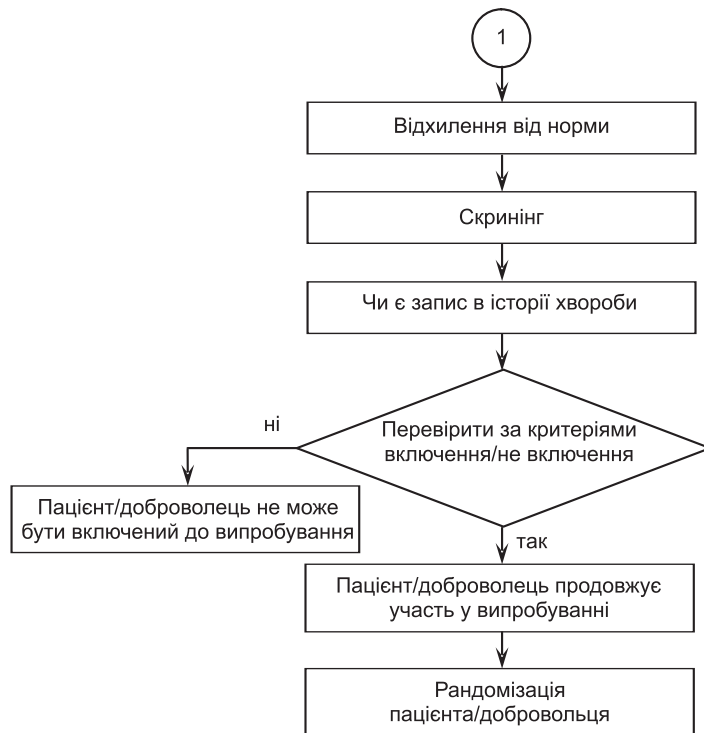 1
Відхилення від норми
Скринінг
Чи є запис в історії хвороби
ні
Перевірити за критеріями
включення/не включення
Пацієнт/доброволець не може
бути включений до випробування
так
Пацієнт/доброволець продовжує
участь у випробуванні
Рандомізація
пацієнта/добровольця